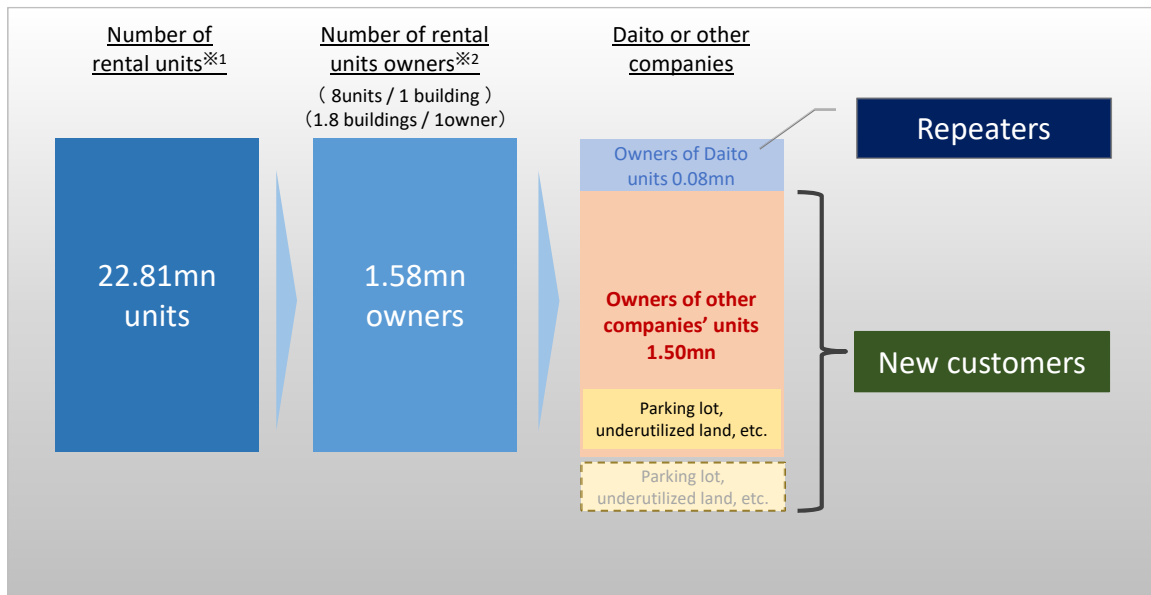 Number of
rental units※1
Number of rental
units owners※2
（ 8units / 1 building ）
（1.8 buildings / 1owner）
Daito or other
companies
22.81mn
units
1.58mn
owners
Owners of Daito
units 0.08mn
Owners of other
companies’ units
1.50mn
Parking lot,
underutilized land, etc.
Parking lot,
underutilized land, etc.
Repeaters
New customers